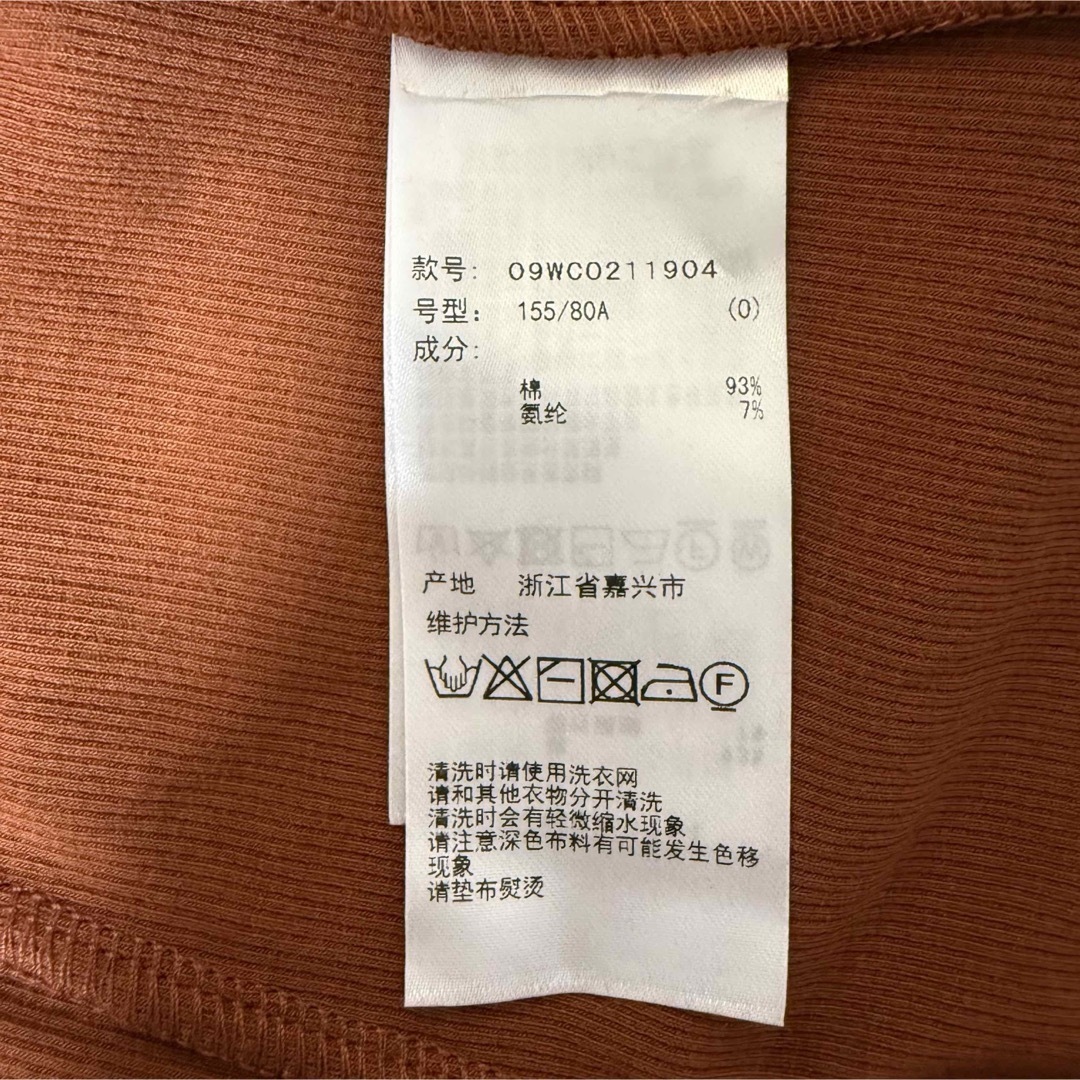 款号: 09WC0211904
号型: 155/80A (0)
成分:
棉 93%
氨纶 7%
产地 浙江省嘉兴市
维护方法
F
清洗时请使用洗衣网
请和其他衣物分开清洗
清洗时会有轻微缩水现象
请注意深色布料有可能发生色移
现象
请垫布熨烫